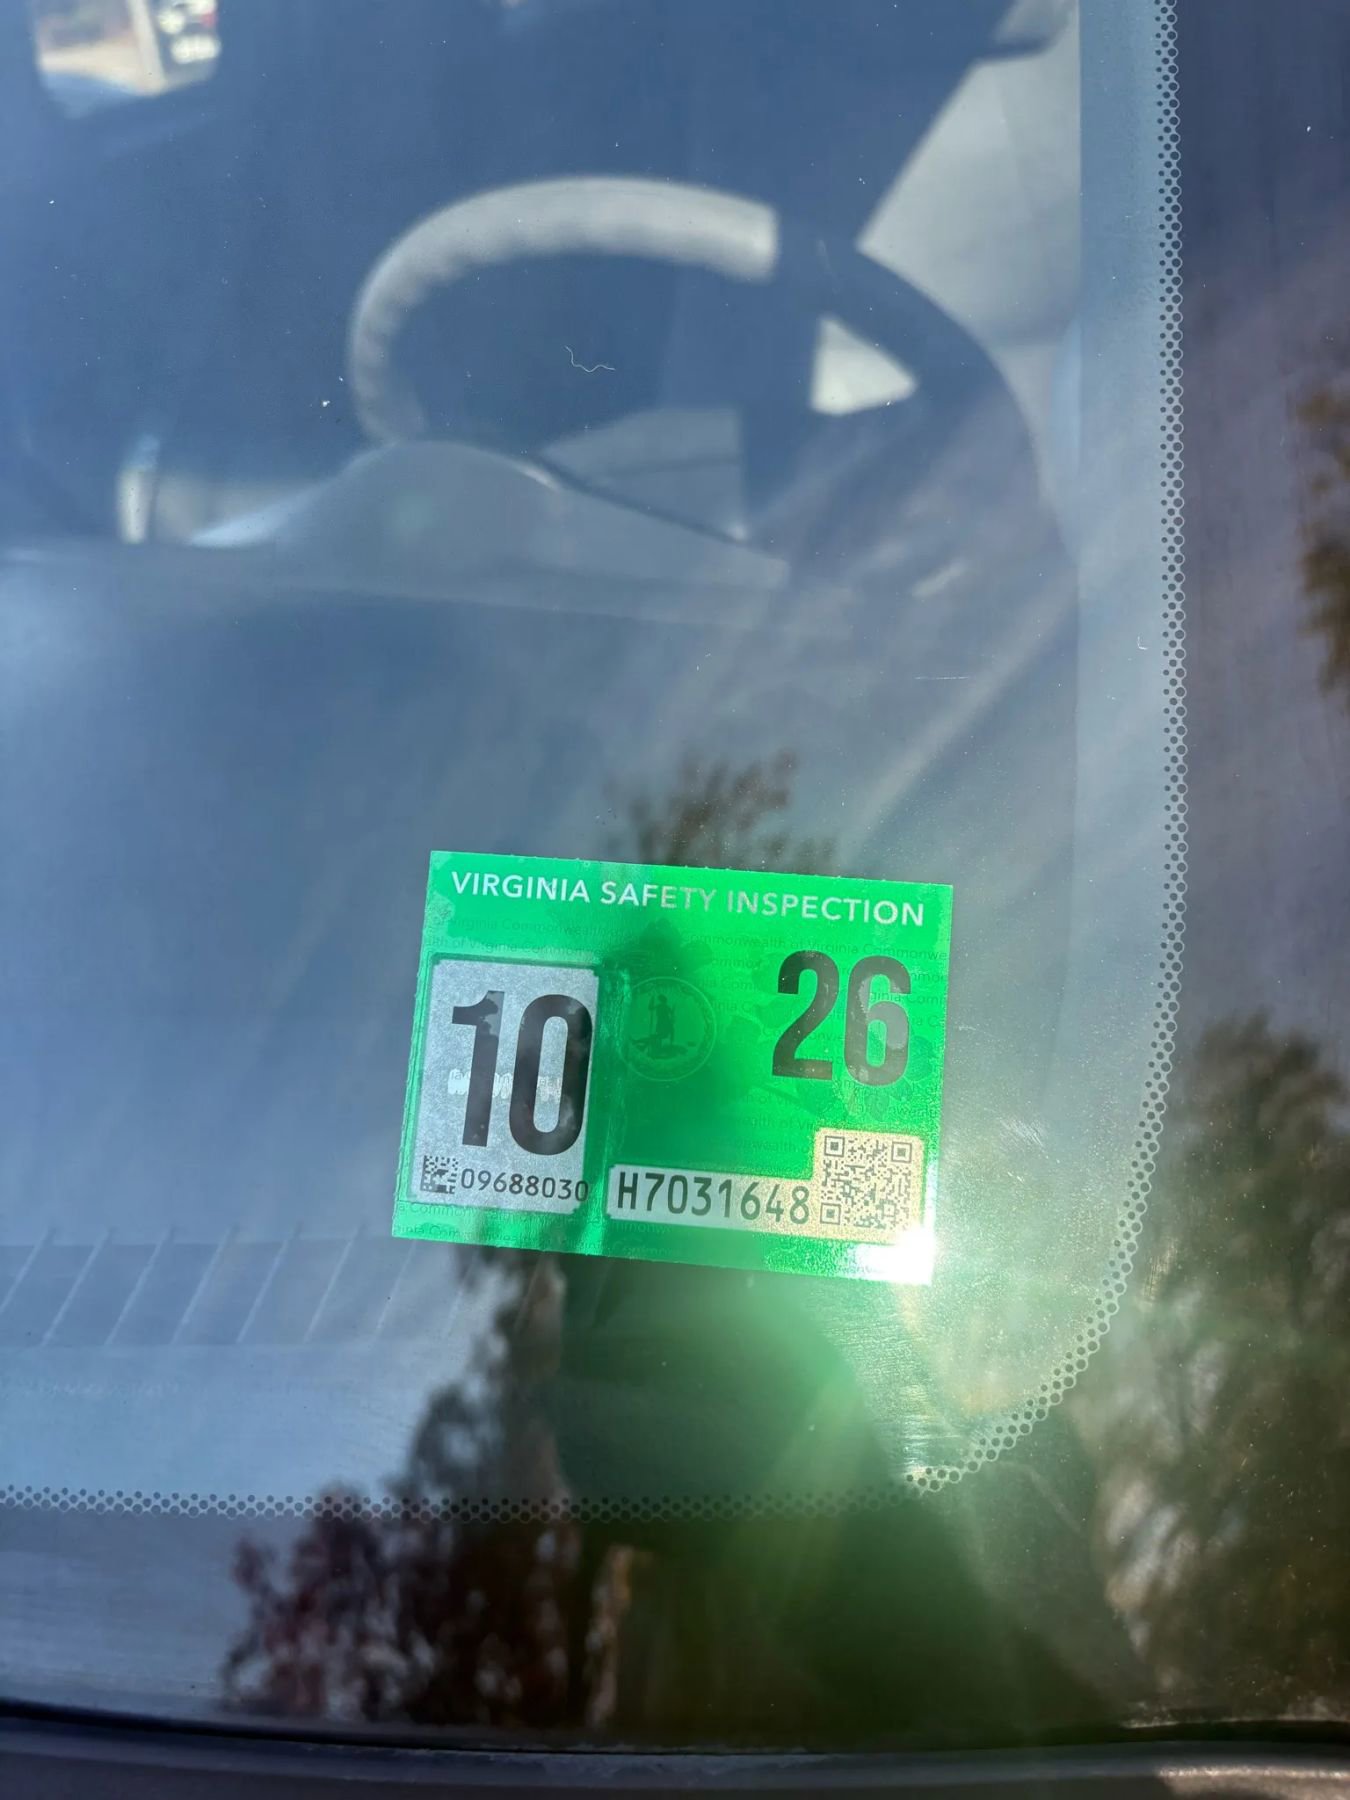 VIRGINIA SAFETY INSPECTION
10 26
09688030
H7031648